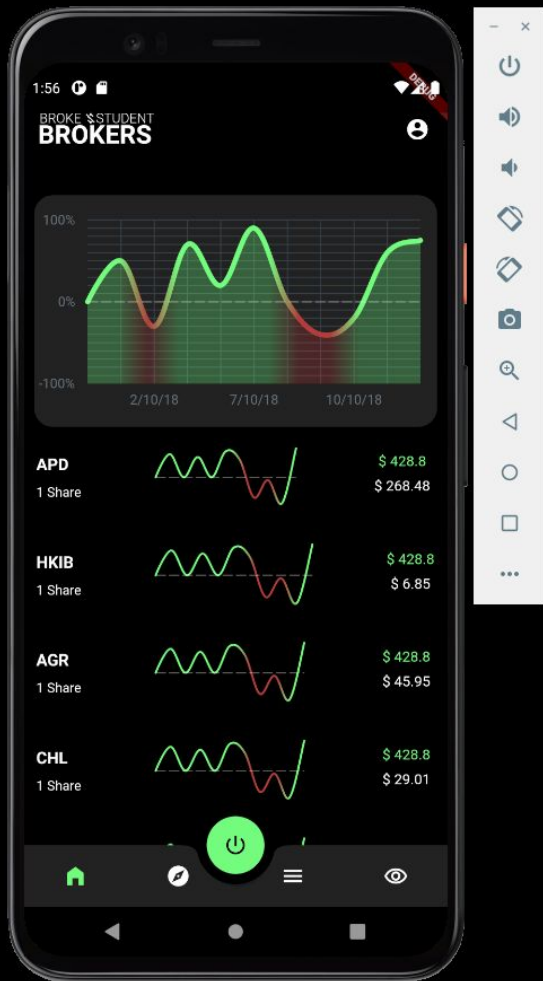 1:56
DEBUG
BROKE $STUDENT
BROKERS
100%
0%
-100%
2/10/18 7/10/18 10/10/18
APD $ 428.8
1 Share $ 268.48
HKIB $ 428.8
1 Share $ 6.85
AGR $ 428.8
1 Share $ 45.95
CHL $ 428.8
1 Share $ 29.01